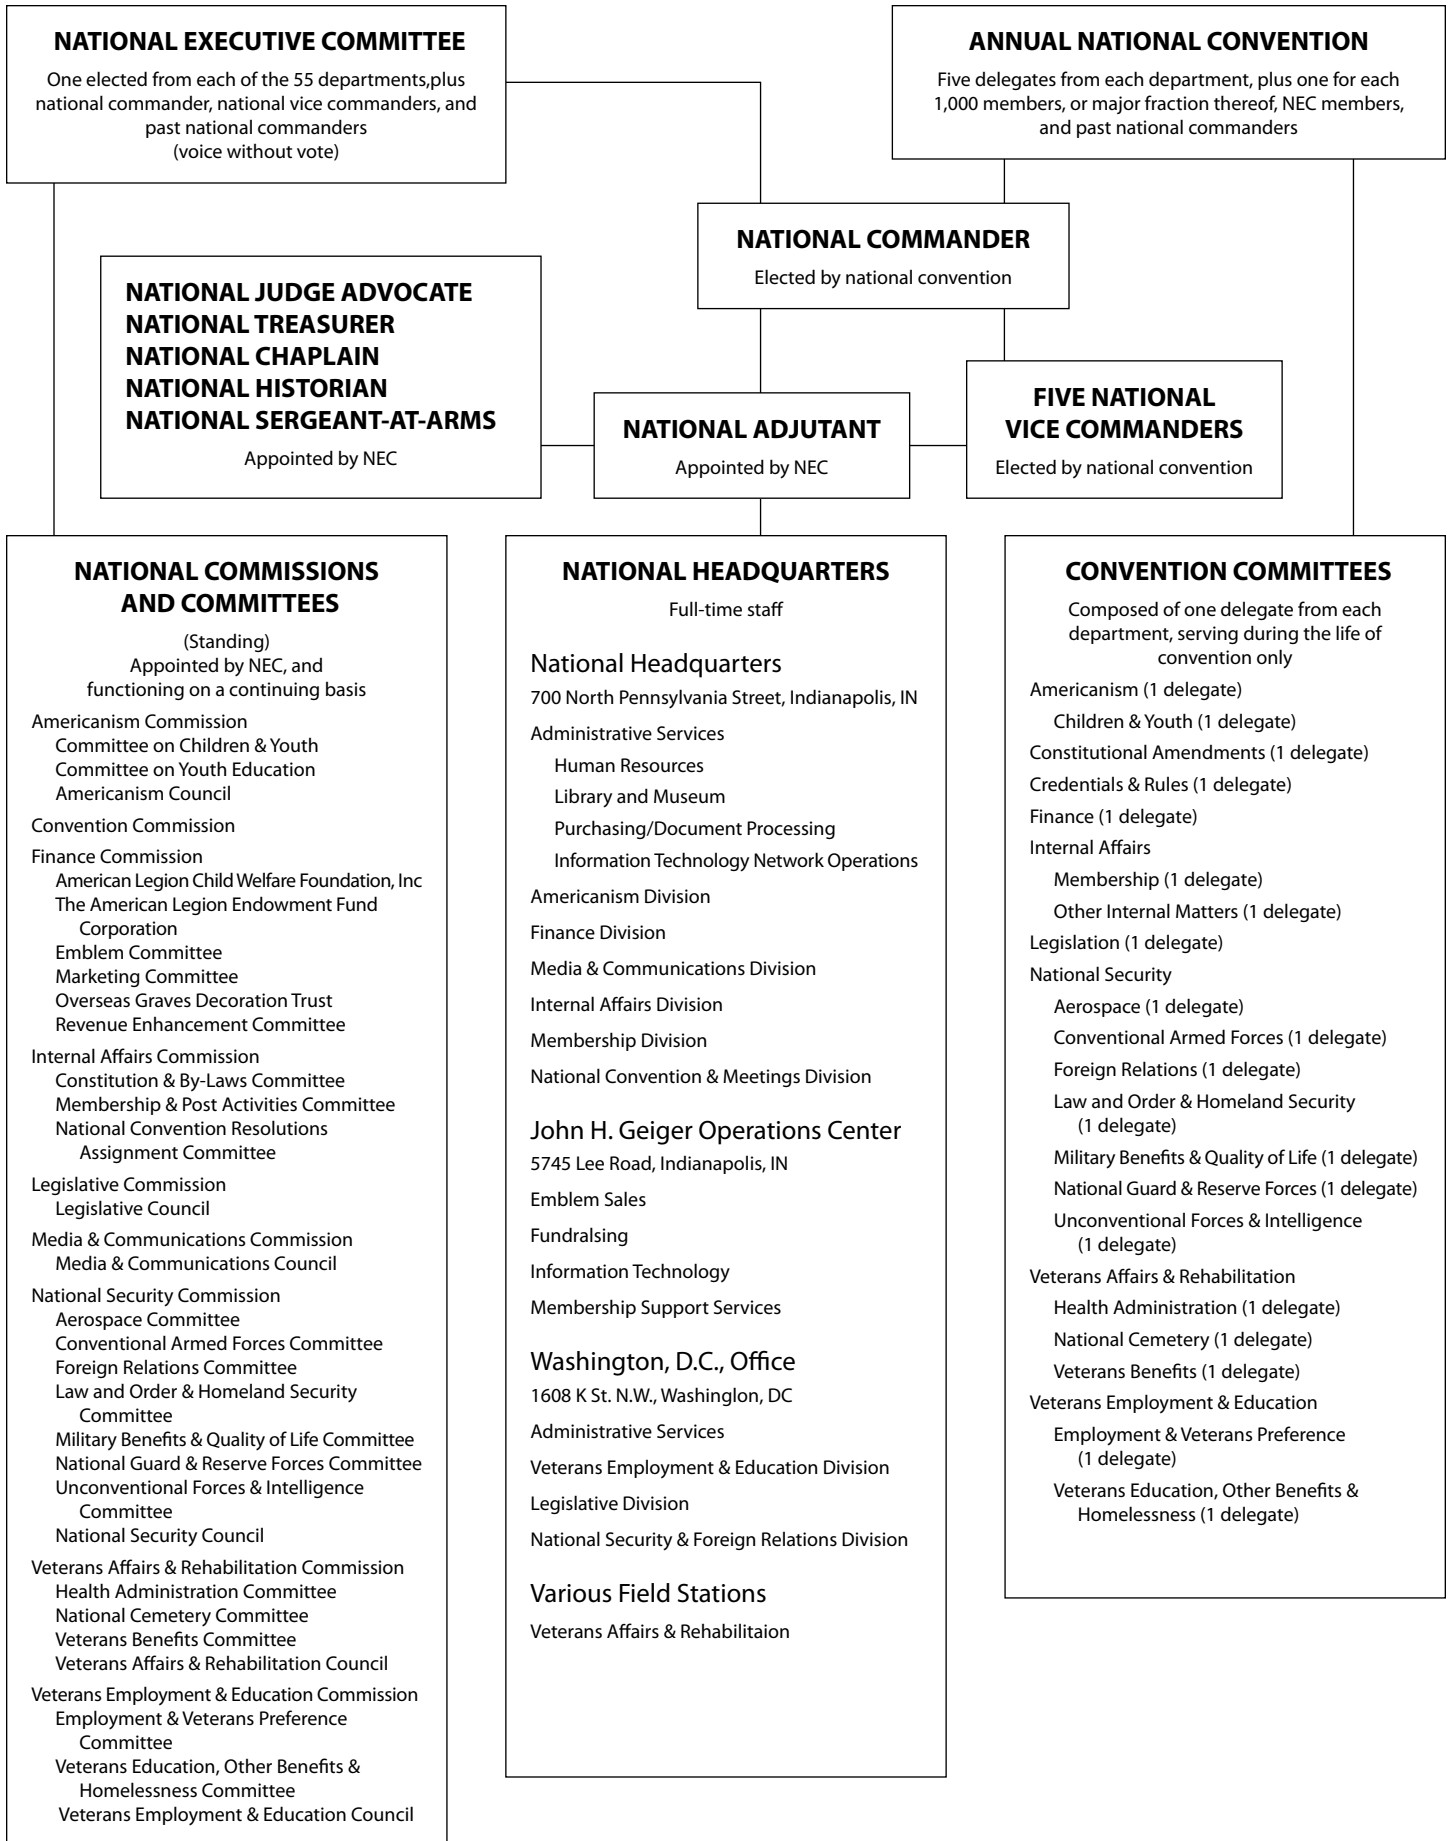 NATIONAL EXECUTIVE COMMITTEE
One elected from each of the 55 departments,plus
national commander, national vice commanders, and
past national commanders
(voice without vote)
ANNUAL NATIONAL CONVENTION
Five delegates from each department, plus one for each
1,000 members, or major fraction thereof, NEC members,
and past national commanders
NATIONAL COMMANDER
Elected by national convention
NATIONAL JUDGE ADVOCATE
NATIONAL TREASURER
NATIONAL CHAPLAIN
NATIONAL HISTORIAN
NATIONAL SERGEANT-AT-ARMS
Appointed by NEC
NATIONAL ADJUTANT
Appointed by NEC
FIVE NATIONAL
VICE COMMANDERS
Elected by national convention
NATIONAL COMMISSIONS
AND COMMITTEES
(Standing)
Appointed by NEC, and
functioning on a continuing basis
Americanism Commission
Committee on Children & Youth
Committee on Youth Education
Americanism Council
Convention Commission
Finance Commission
American Legion Child Welfare Foundation, Inc
The American Legion Endowment Fund
Corporation
Emblem Committee
Marketing Committee
Overseas Graves Decoration Trust
Revenue Enhancement Committee
Internal Affairs Commission
Constitution & By-Laws Committee
Membership & Post Activities Committee
National Convention Resolutions
Assignment Committee
Legislative Commission
Legislative Council
Media & Communications Commission
Media & Communications Council
National Security Commission
Aerospace Committee
Conventional Armed Forces Committee
Foreign Relations Committee
Law and Order & Homeland Security
Committee
Military Benefits & Quality of Life Committee
National Guard & Reserve Forces Committee
Unconventional Forces & Intelligence
Committee
National Security Council
Veterans Affairs & Rehabilitation Commission
Health Administration Committee
National Cemetery Committee
Veterans Benefits Committee
Veterans Affairs & Rehabilitation Council
Veterans Employment & Education Commission
Employment & Veterans Preference
Committee
Veterans Education, Other Benefits &
Homelessness Committee
Veterans Employment & Education Council
NATIONAL HEADQUARTERS
Full-time staff
National Headquarters
700 North Pennsylvania Street, Indianapolis, IN
Administrative Services
Human Resources
Library and Museum
Purchasing/Document Processing
Information Technology Network Operations
Americanism Division
Finance Division
Media & Communications Division
Internal Affairs Division
Membership Division
National Convention & Meetings Division
John H. Geiger Operations Center
5745 Lee Road, Indianapolis, IN
Emblem Sales
Fundralsing
Information Technology
Membership Support Services
Washington, D.C., Office
1608 K St. N.W., Washinglon, DC
Administrative Services
Veterans Employment & Education Division
Legislative Division
National Security & Foreign Relations Division
Various Field Stations
Veterans Affairs & Rehabilitaion
CONVENTION COMMITTEES
Composed of one delegate from each
department, serving during the life of
convention only
Americanism (1 delegate)
Children & Youth (1 delegate)
Constitutional Amendments (1 delegate)
Credentials & Rules (1 delegate)
Finance (1 delegate)
Internal Affairs
Membership (1 delegate)
Other Internal Matters (1 delegate)
Legislation (1 delegate)
National Security
Aerospace (1 delegate)
Conventional Armed Forces (1 delegate)
Foreign Relations (1 delegate)
Law and Order & Homeland Security
(1 delegate)
Military Benefits & Quality of Life (1 delegate)
National Guard & Reserve Forces (1 delegate)
Unconventional Forces & Intelligence
(1 delegate)
Veterans Affairs & Rehabilitation
Health Administration (1 delegate)
National Cemetery (1 delegate)
Veterans Benefits (1 delegate)
Veterans Employment & Education
Employment & Veterans Preference
(1 delegate)
Veterans Education, Other Benefits &
Homelessness (1 delegate)